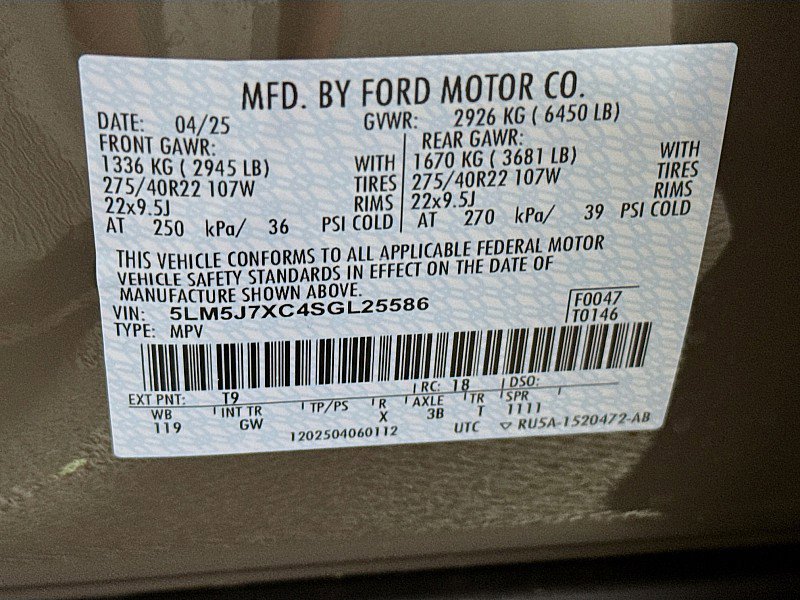 MFD. BY FORD MOTOR CO.
DATE: 04/25 GVWR: 2926 KG ( 6450 LB)
FRONT GAWR: REAR GAWR:
1336 KG ( 2945 LB) WITH 1670 KG ( 3681 LB) WITH
275/40R22 107W TIRES 275/40R22 107W TIRES
22x9.5J RIMS 22x9.5J RIMS
AT 250 kPa/ 36 PSI COLD AT 270 kPa/ 39 PSI COLD
THIS VEHICLE CONFORMS TO ALL APPLICABLE FEDERAL MOTOR
VEHICLE SAFETY STANDARDS IN EFFECT ON THE DATE OF
MANUFACTURE SHOWN ABOVE.
VIN: 5LM5J7XC4SGL25586 F0047
TYPE: MPV T0146
EXT PNT: T9 RC: 18 DSO:
WB INT TR TP/PS R AXLE TR SPR
119 GW X 3B T 1111
1202504060112 UTC ▽ RU5A-1520472-AB